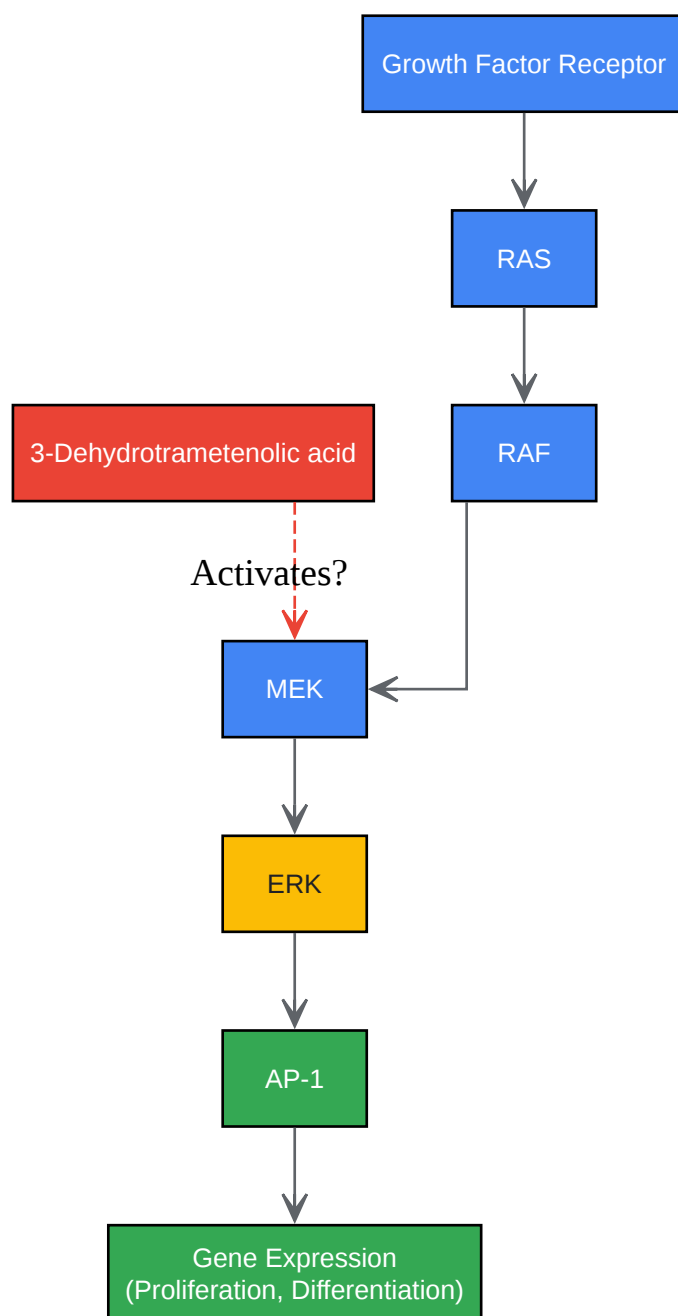 Growth Factor Receptor
RAS
3-Dehydrotrametenolic acid
RAF
Activates?
MEK
ERK
AP-1
Gene Expression
(Proliferation, Differentiation)